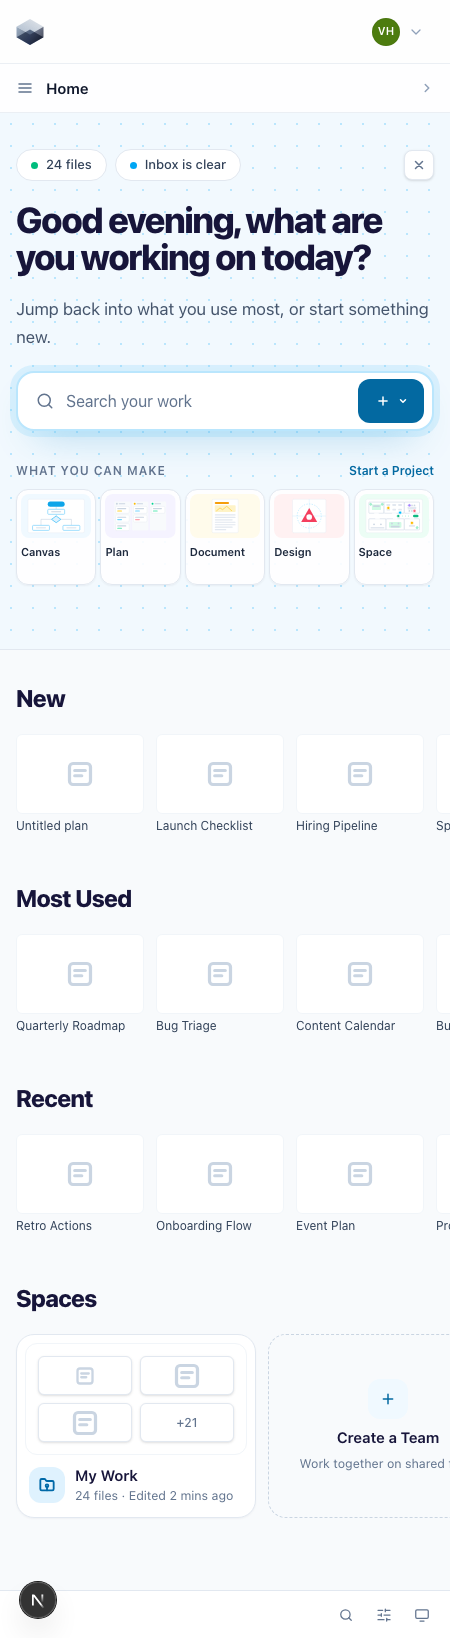 VH
Home
24 files
Inbox is clear
Good evening, what are
you working on today?
Jump back into what you use most, or start something
new.
Search your work
WHAT YOU CAN MAKE
Start a Project
Canvas
Plan
Document
Design
Space
New
Untitled plan
Launch Checklist
Hiring Pipeline
Sp
Most Used
Quarterly Roadmap
Bug Triage
Content Calendar
Bu
Recent
Retro Actions
Onboarding Flow
Event Plan
Pro
Spaces
+21
My Work
24 files · Edited 2 mins ago
Create a Team
Work together on shared
N